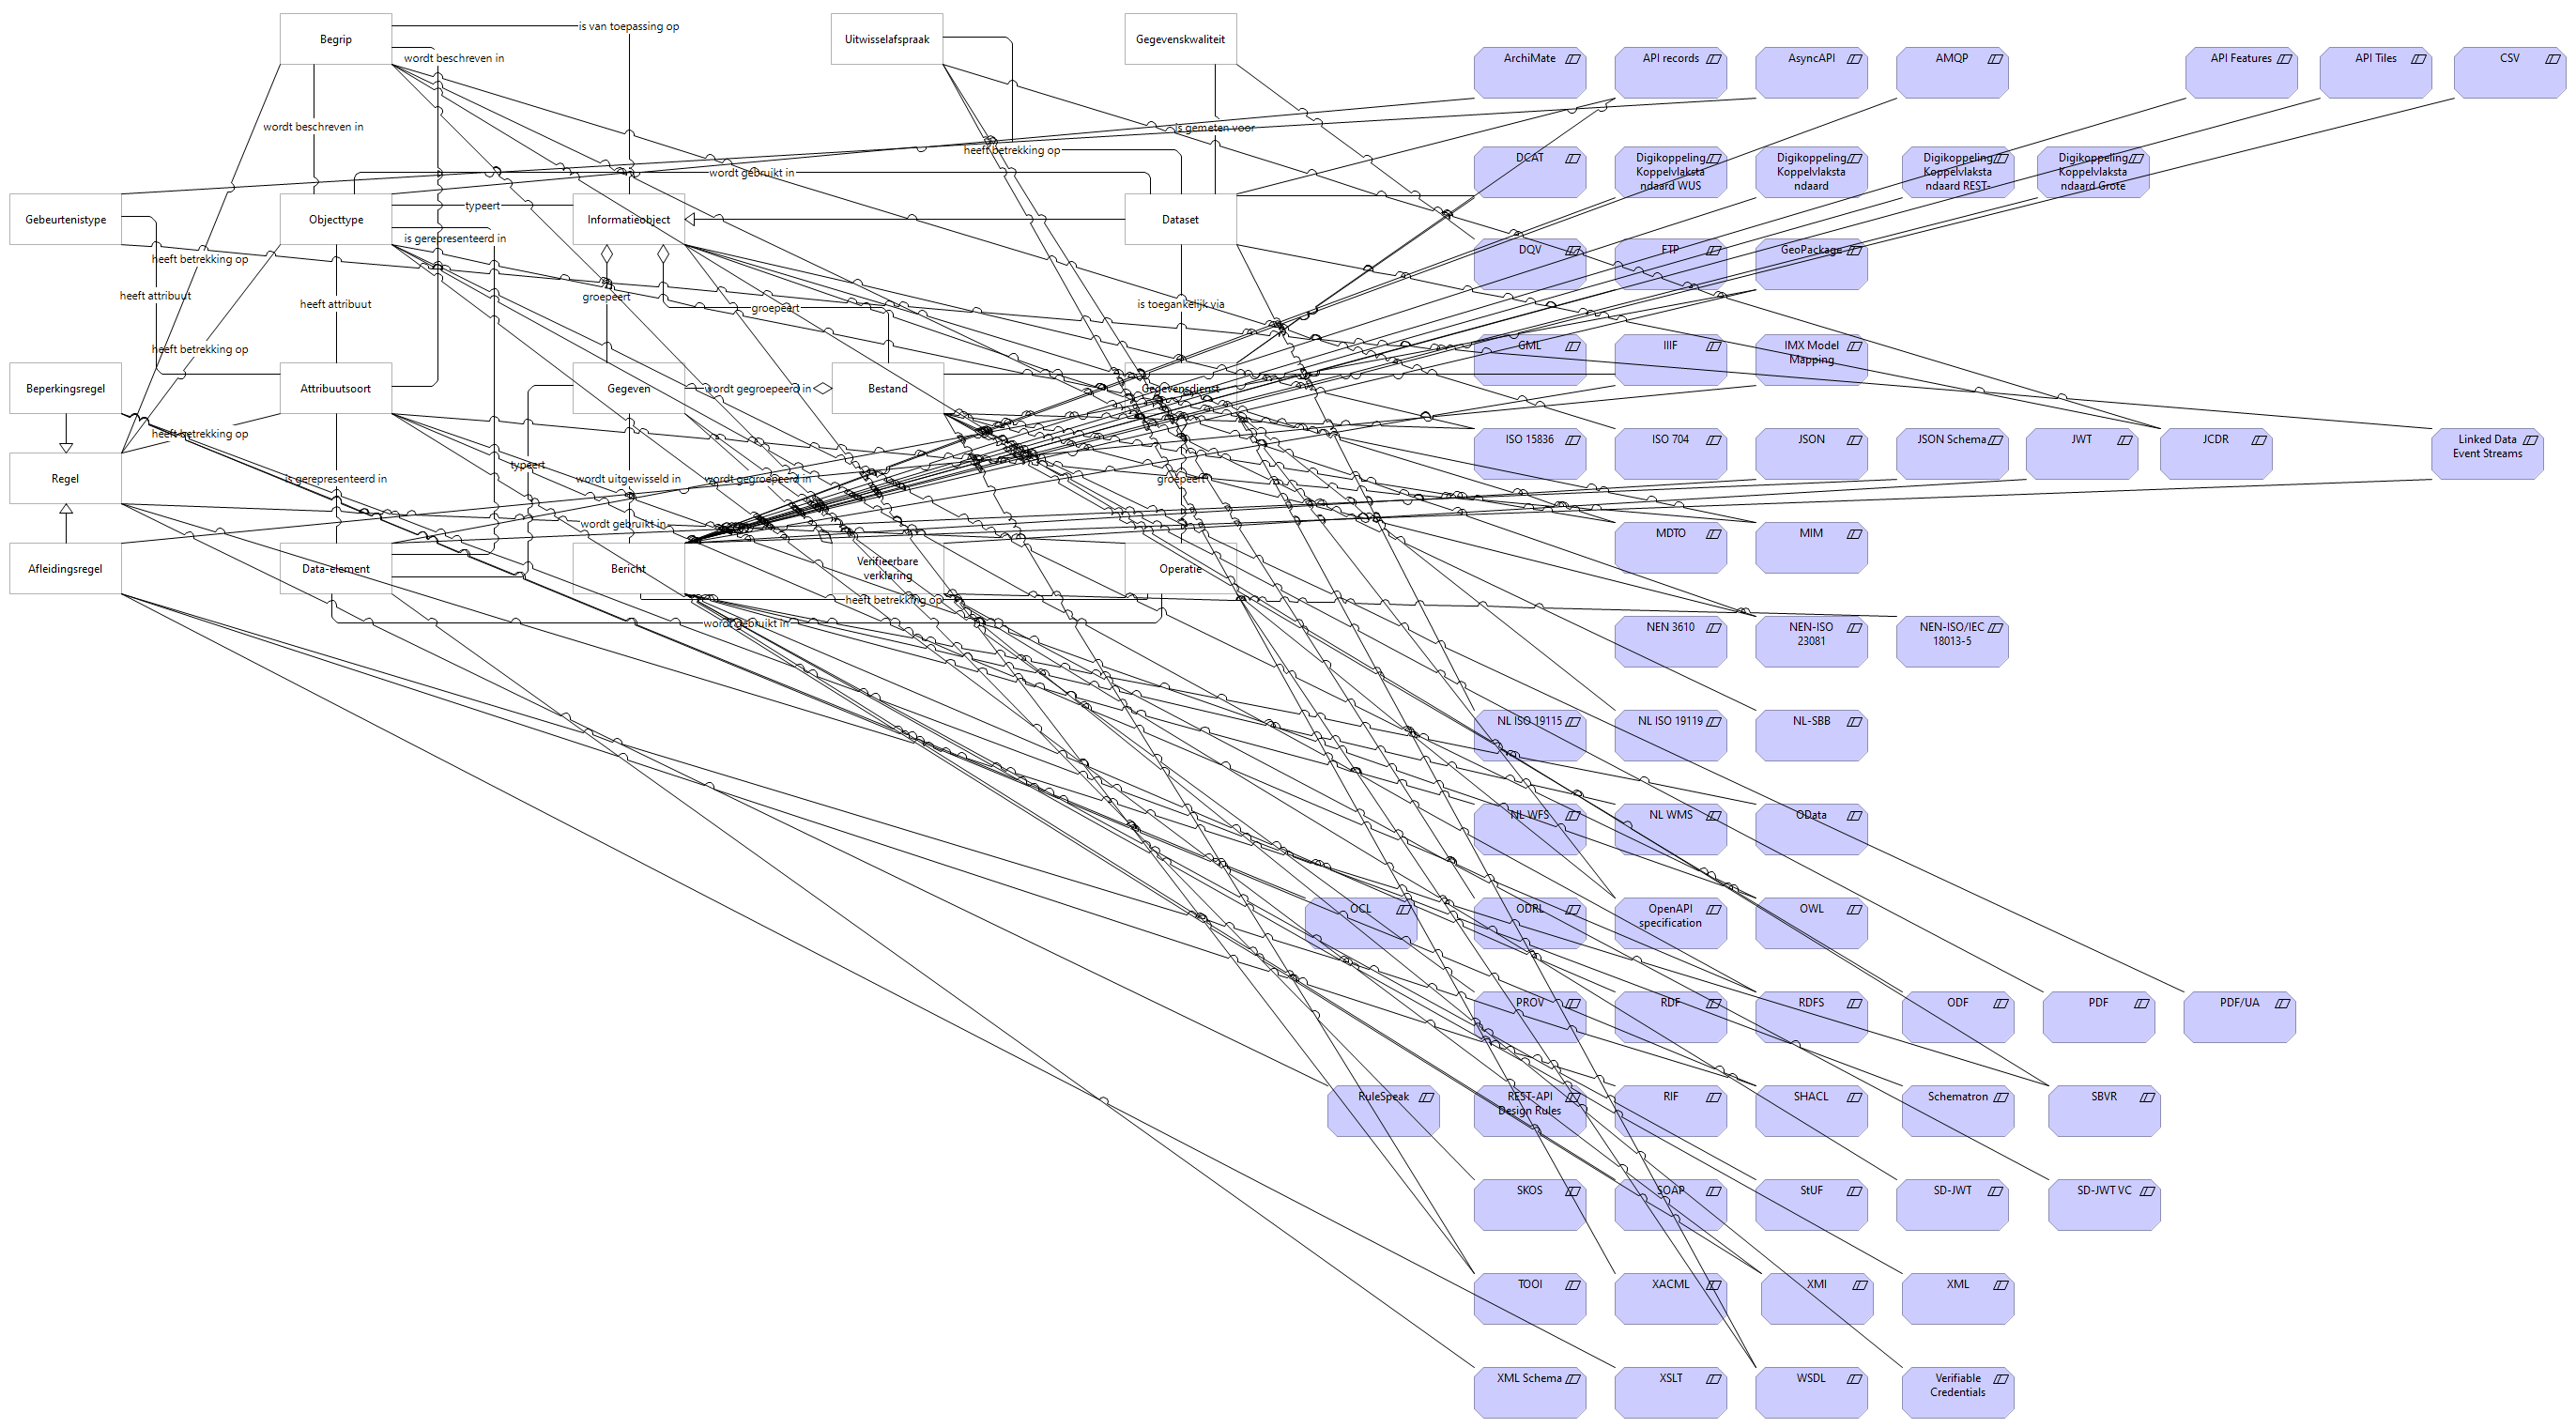 Begrip
is van toepassing op
Uitwisselafspraak
Gegevenskwaliteit
wordt beschreven in
ArchiMate
API records
AsyncAPI
AMQP
API Features
API Tiles
CSV
wordt beschreven in
is gemeten voor
heeft betrekking op
DCAT
Digikoppeling
Koppelvlaksta
ndaard WUS
Digikoppeling
Koppelvlaksta
ndaard
Digikoppeling
Koppelvlaksta
ndaard REST-
Digikoppeling
Koppelvlaksta
ndaard Grote
wordt gebruikt in
typeert
Gebeurtenistype
Objecttype
Informatieobject
Dataset
is gerepresenteerd in
heeft betrekking op
DQV
FTP
GeoPackage
heeft attribuut
heeft attribuut
groepeert
groepeert
is toegankelijk via
heeft betrekking op
GML
IIIF
IMX Model
Mapping
Beperkingsregel
Attribuutsoort
Gegeven
wordt gegroepeerd in
Bestand
Gegevensdienst
heeft betrekking op
ISO 15836
ISO 704
JSON
JSON Schema
JWT
JCDR
Linked Data
Event Streams
typeert
Regel
is gerepresenteerd in
wordt uitgewisseld in
wordt gegroepeerd in
groepeert
wordt gebruikt in
MDTO
MIM
Afleidingsregel
Data-element
Bericht
Verifieerbare
verklaring
Operatie
heeft betrekking op
wordt gebruikt in
NEN 3610
NEN-ISO
23081
NEN-ISO/IEC
18013-5
NL ISO 19115
NL ISO 19119
NL-SBB
NL WFS
NL WMS
OData
OCL
ODRL
OpenAPI
specification
OWL
PROV
RDF
RDFS
ODF
PDF
PDF/UA
RuleSpeak
REST-API
Design Rules
RIF
SHACL
Schematron
SBVR
SKOS
SOAP
StUF
SD-JWT
SD-JWT VC
TOOI
XACML
XMI
XML
XML Schema
XSLT
WSDL
Verifiable
Credentials